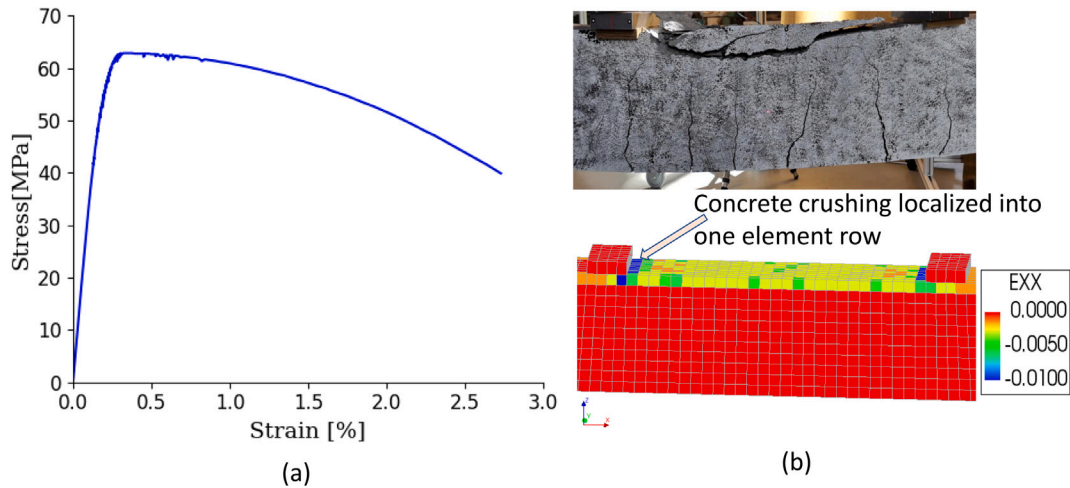 70
60
50
40
30
20
10
0
Stress[MPa]
0.0 0.5 1.0 1.5 2.0 2.5 3.0
Strain [%]
(a)
Concrete crushing localized into
one element row
EXX
0.0000
-0.0050
-0.0100
Z
Y
X
(b)